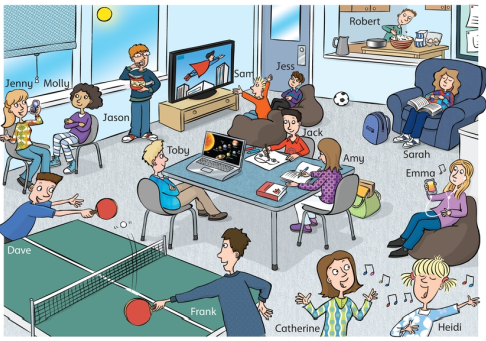 Robert
Jenny
Molly
Sam
Jess
Jason
Jack
Toby
Amy
Sarah
Emma
Dave
Frank
Catherine
Heidi